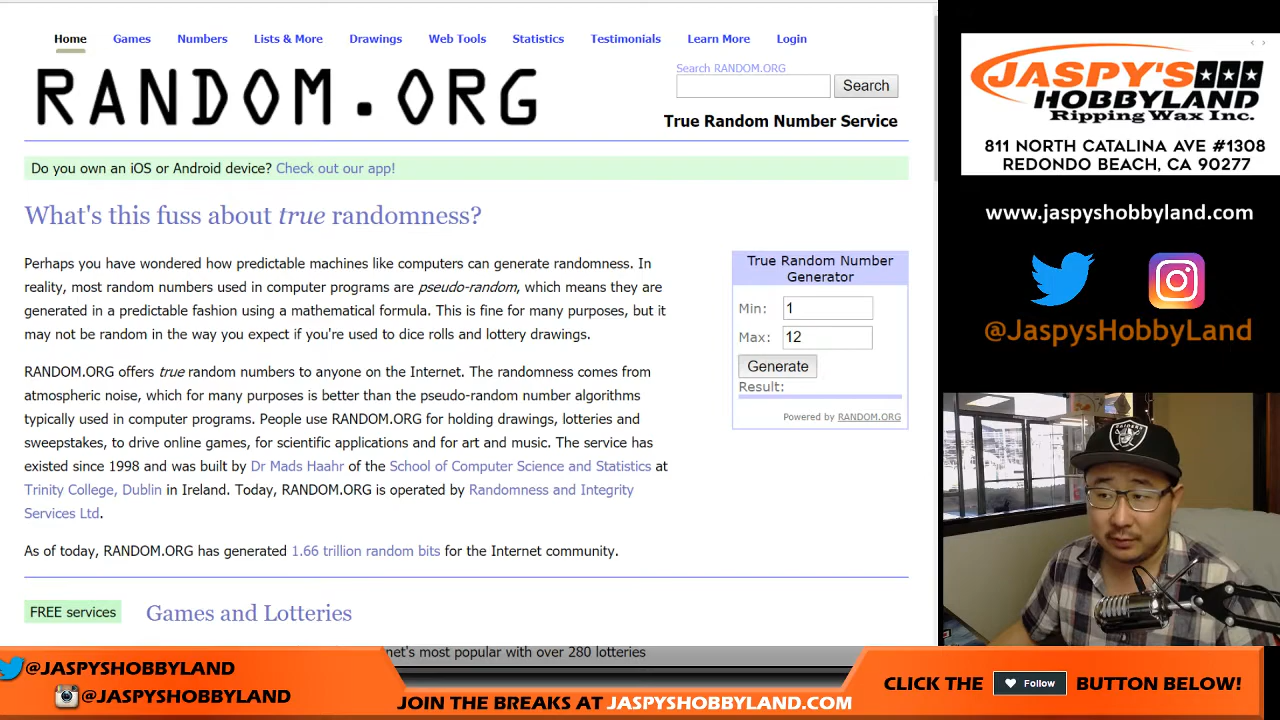 Home Games Numbers Lists & More Drawings Web Tools Statistics Testimonials Learn More Login
RANDOM.ORG
Search RANDOM.ORG
Search
True Random Number Service
Do you own an iOS or Android device? Check out our app!
What's this fuss about true randomness?
Perhaps you have wondered how predictable machines like computers can generate randomness. In
reality, most random numbers used in computer programs are pseudo-random, which means they are
generated in a predictable fashion using a mathematical formula. This is fine for many purposes, but it
may not be random in the way you expect if you're used to dice rolls and lottery drawings.
RANDOM.ORG offers true random numbers to anyone on the Internet. The randomness comes from
atmospheric noise, which for many purposes is better than the pseudo-random number algorithms
typically used in computer programs. People use RANDOM.ORG for holding drawings, lotteries and
sweepstakes, to drive online games, for scientific applications and for art and music. The service has
existed since 1998 and was built by Dr Mads Haahr of the School of Computer Science and Statistics at
Trinity College, Dublin in Ireland. Today, RANDOM.ORG is operated by Randomness and Integrity
Services Ltd.
As of today, RANDOM.ORG has generated 1.66 trillion random bits for the Internet community.
True Random Number
Generator
Min: 1
Max: 12
Generate
Result:
Powered by RANDOM.ORG
FREE services
Games and Lotteries
net's most popular with over 280 lotteries
JASPY'S
HOBBYLAND
Ripping Wax Inc.
811 NORTH CATALINA AVE #1308
REDONDO BEACH, CA 90277
www.jaspyshobbyland.com
@JaspysHobbyLand
RAIDERS
@JASPYSHOBBYLAND
@JASPYSHOBBYLAND
JOIN THE BREAKS AT JASPYSHOBBYLAND.COM
CLICK THE Follow BUTTON BELOW!